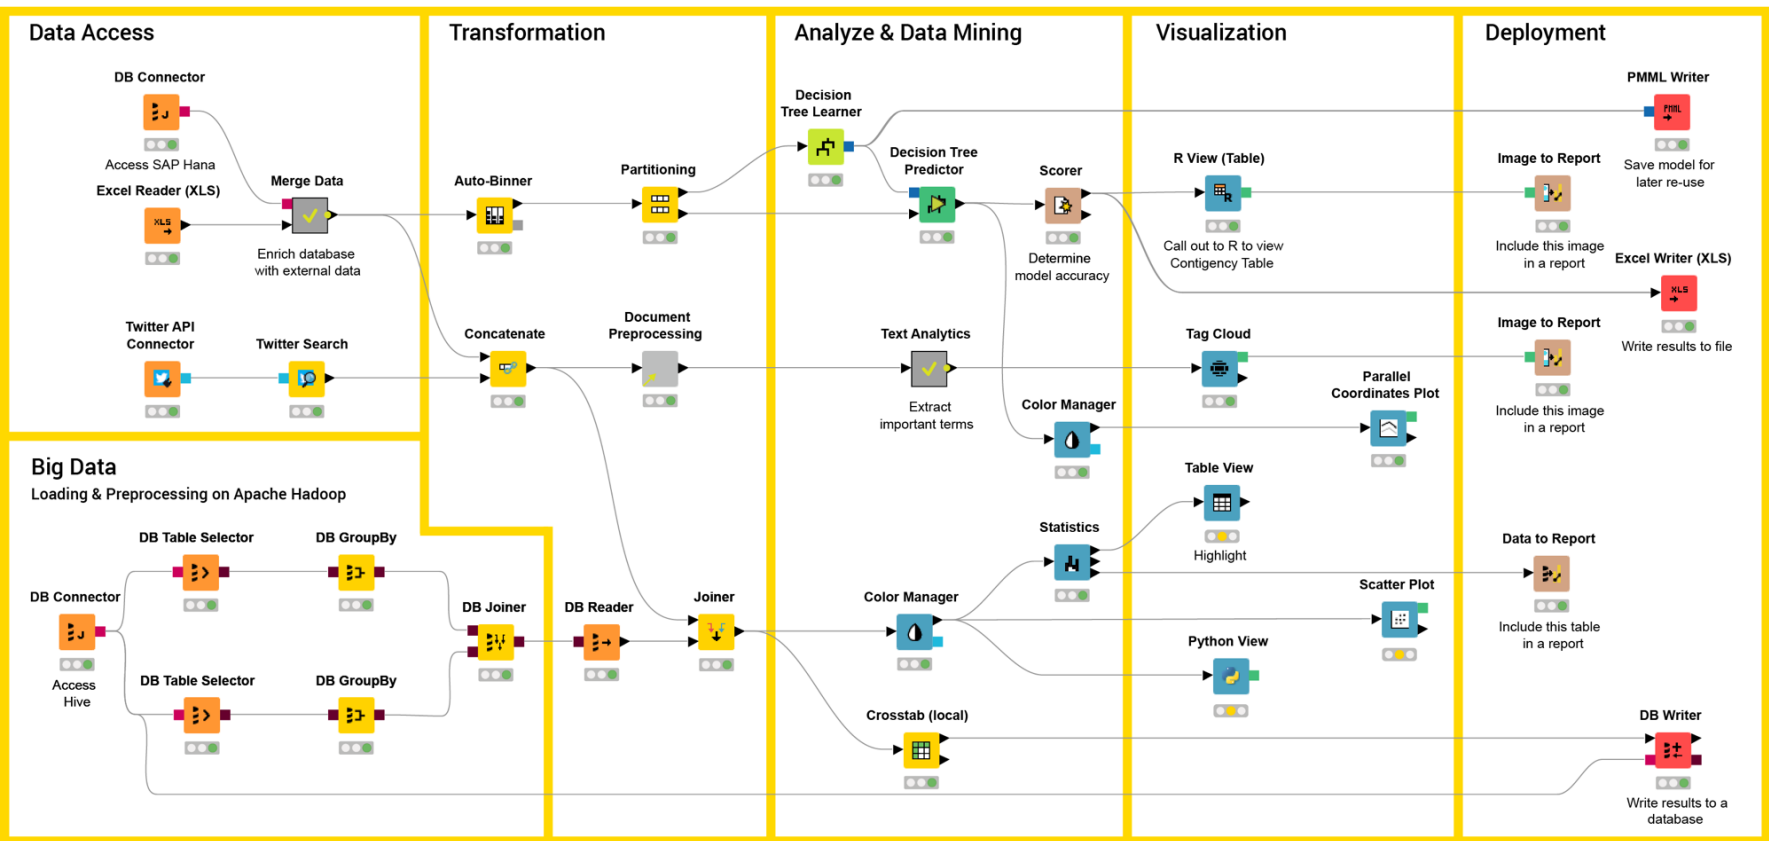 Data Access
DB Connector
Access SAP Hana
Excel Reader (XLS)
XLS
Merge Data
Enrich database
with external data
Twitter API
Connector
Twitter Search
Big Data
Loading & Preprocessing on Apache Hadoop
DB Connector
Access
Hive
DB Table Selector
DB GroupBy
DB Table Selector
DB GroupBy
DB Joiner
Transformation
Auto-Binner
Partitioning
Concatenate
Document
Preprocessing
DB Reader
Joiner
Analyze & Data Mining
Decision
Tree Learner
Decision Tree
Predictor
Scorer
Determine
model accuracy
Text Analytics
Extract
important terms
Color Manager
Statistics
Color Manager
Crosstab (local)
Visualization
R View (Table)
R
Call out to R to view
Contigency Table
Tag Cloud
Parallel
Coordinates Plot
Table View
Highlight
Scatter Plot
Python View
Deployment
PMML Writer
PMML
Save model for
later re-use
Image to Report
Include this image
in a report
Excel Writer (XLS)
XLS
Write results to file
Image to Report
Include this image
in a report
Data to Report
Include this table
in a report
DB Writer
Write results to a
database